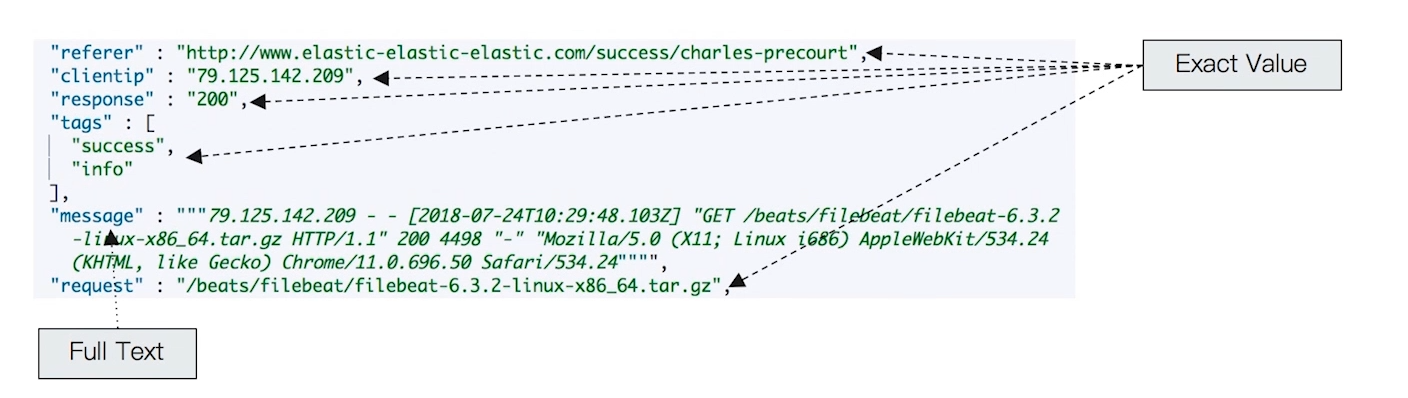 "referer" : "http://www.elastic-elastic-elastic.com/success/charles-precourt",
Exact Value
"clientip" : "79.125.142.209",
"response" : "200",
"tags" : [
"success",
"info"
],
"message" : """79.125.142.209 - - [2018-07-24T10:29:48.103Z] "GET /beats/filebeat/filebeat-6.3.2
-linux-x86_64.tar.gz HTTP/1.1" 200 4498 "-" "Mozilla/5.0 (X11; Linux i686) AppleWebKit/534.24
(KHTML, like Gecko) Chrome/11.0.696.50 Safari/534.24"""",
"request" : "/beats/filebeat/filebeat-6.3.2-linux-x86_64.tar.gz",
Full Text